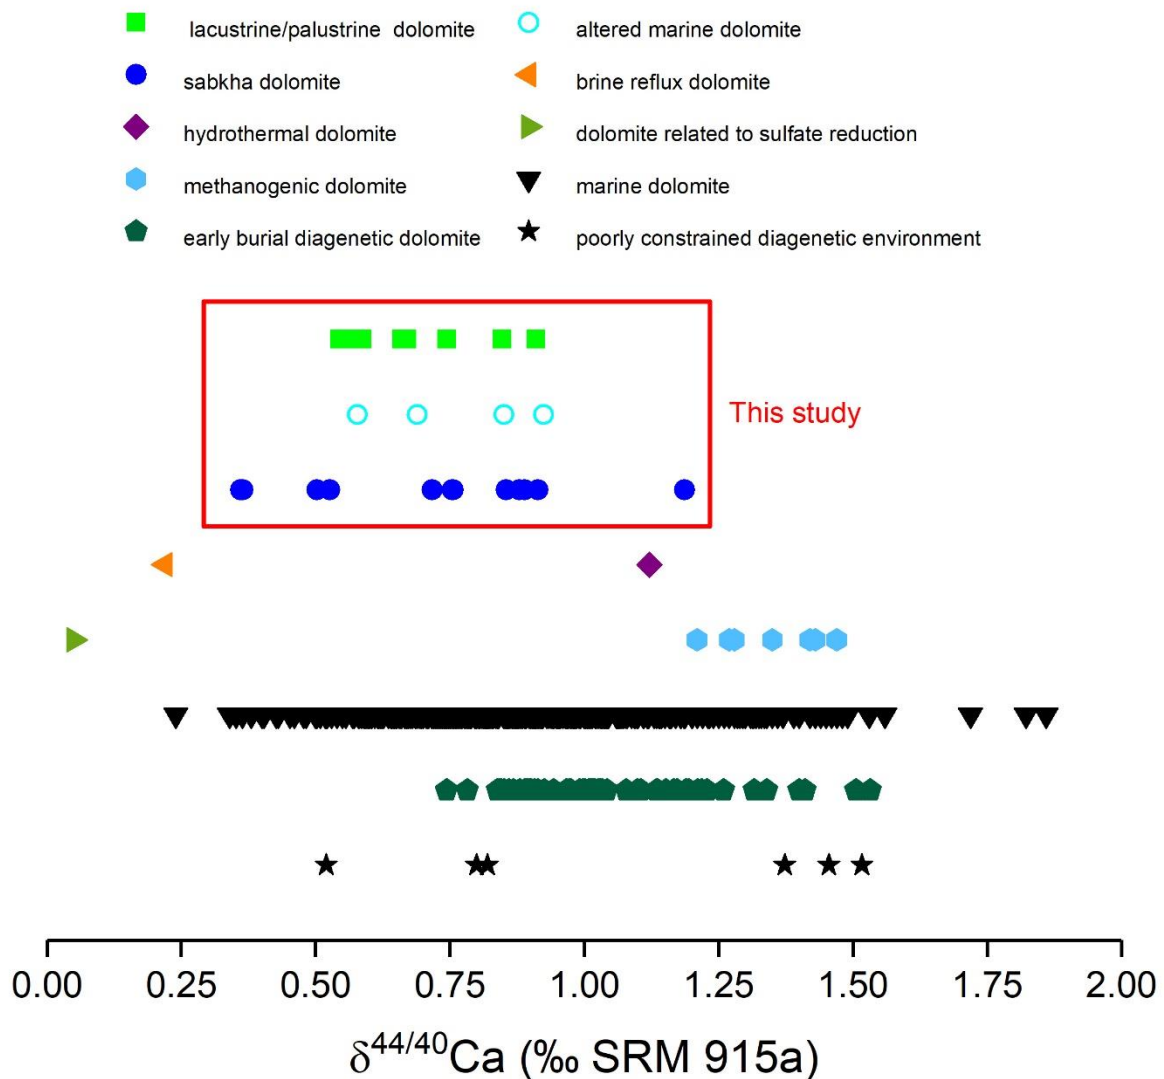 lacustrine/palustrine dolomite
altered marine dolomite
sabkha dolomite
brine reflux dolomite
hydrothermal dolomite
dolomite related to sulfate reduction
methanogenic dolomite
marine dolomite
early burial diagenetic dolomite
poorly constrained diagenetic environment
This study
0.00 0.25 0.50 0.75 1.00 1.25 1.50 1.75 2.00
δ44/40Ca (‰ SRM 915a)